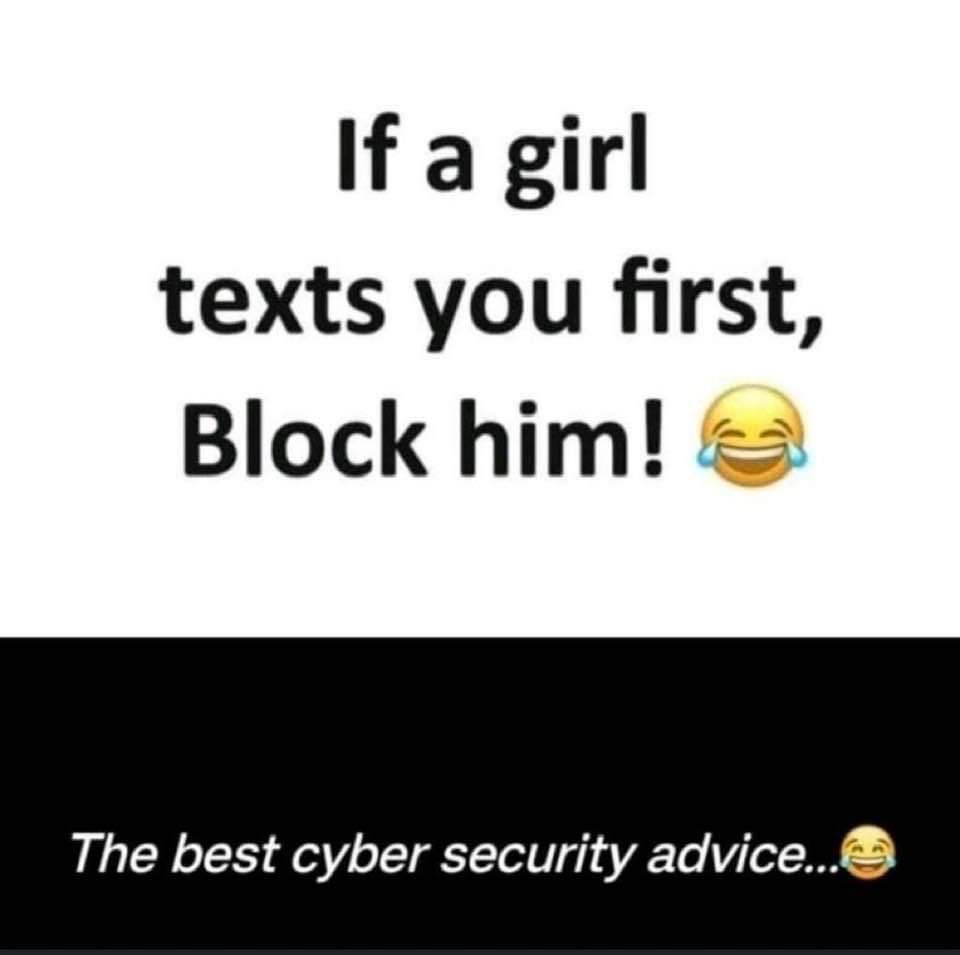 If a girl
texts you first,
Block him! 😂
The best cyber security advice...😂